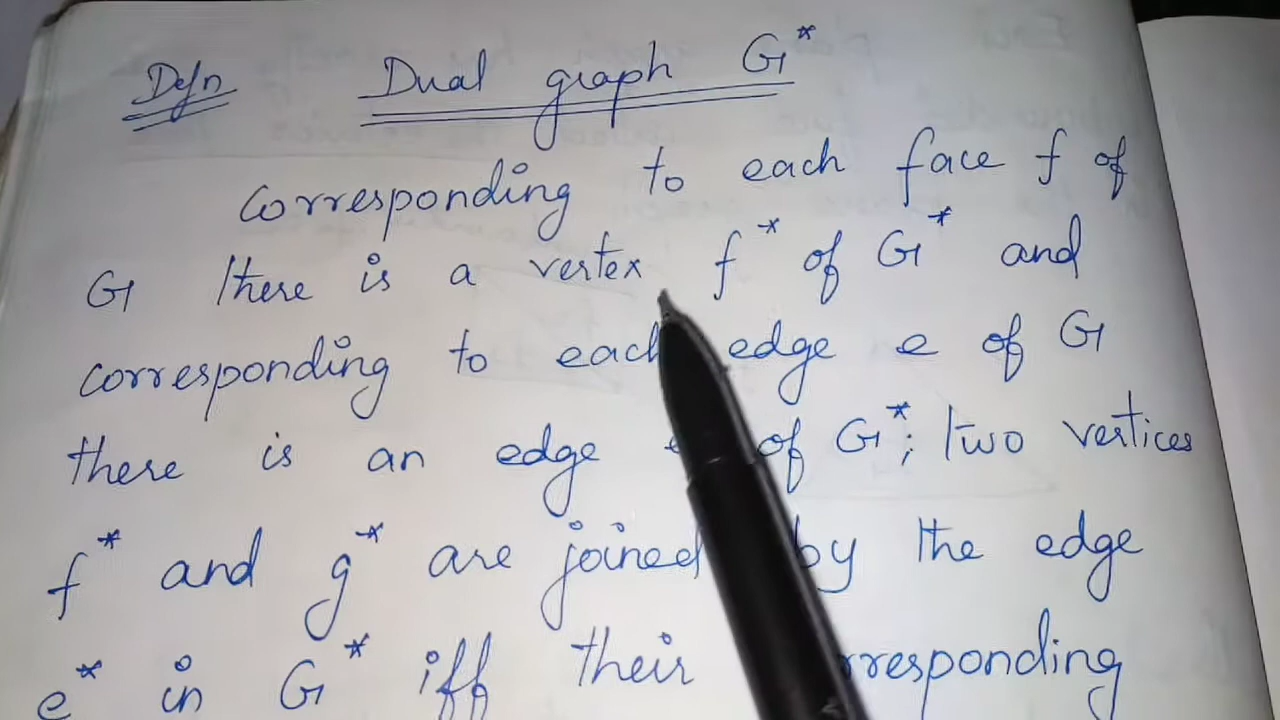 Defn Dual graph G*
Corresponding to each face f of
G there is a vertex f* of G* and
corresponding to each edge e of G
there is an edge of G*; two vertices
f* and g* are joined by the edge
e* in G* iff their rresponding